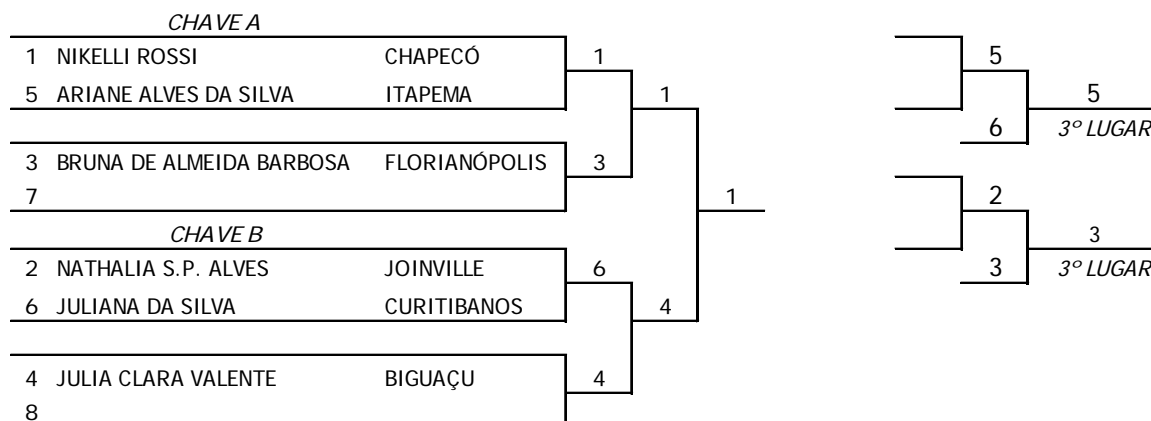 CHAVE A
1 NIKELLI ROSSI CHAPECÓ 1 5
5 ARIANE ALVES DA SILVA ITAPEMA 1 5
6 3º LUGAR
3 BRUNA DE ALMEIDA BARBOSA FLORIANÓPOLIS 3
7 1 2
CHAVE B 3
2 NATHALIA S.P. ALVES JOINVILLE 6 3 3º LUGAR
6 JULIANA DA SILVA CURITIBANOS 4
4 JULIA CLARA VALENTE BIGUAÇU 4
8